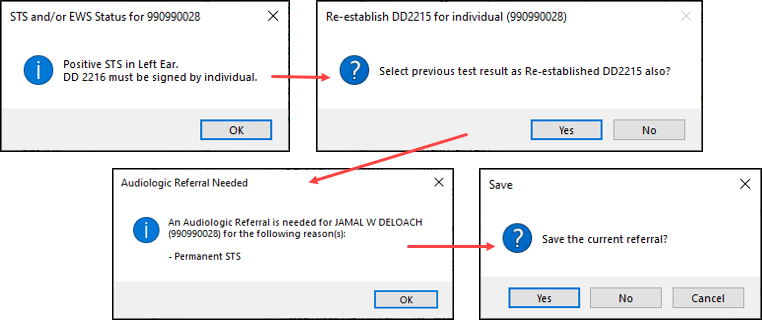 STS and/or EWS Status for 990990028
Positive STS in Left Ear.
DD 2216 must be signed by individual.
OK
Re-establish DD2215 for individual (990990028)
Select previous test result as Re-established DD2215 also?
Yes
No
Audiologic Referral Needed
An Audiologic Referral is needed for JAMAL W DELOACH
(990990028) for the following reason(s):
- Permanent STS
OK
Save
Save the current referral?
Yes
No
Cancel